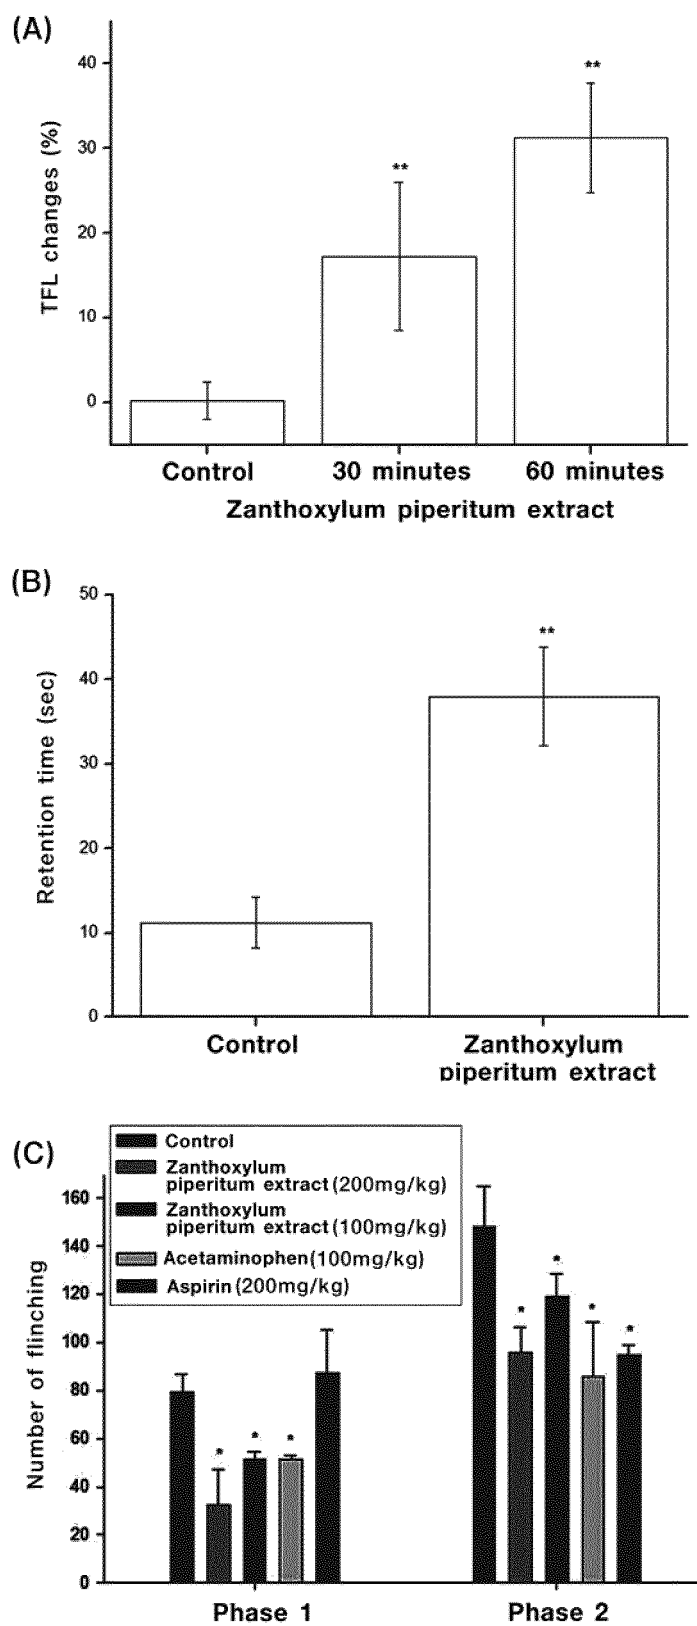 (A)
TFL changes (%)
40
30
20
10
0
**
**
Control 30 minutes 60 minutes
Zanthoxylum piperitum extract
(B)
Retention time (sec)
50
40
30
20
10
0
**
Control
Zanthoxylum
piperitum extract
(C)
Number of flinching
160
140
120
100
80
60
40
20
0
Control
Zanthoxylum
piperitum extract (200mg/kg)
Zanthoxylum
piperitum extract (100mg/kg)
Acetaminophen (100mg/kg)
Aspirin (200mg/kg)
* * *
* * * *
Phase 1 Phase 2